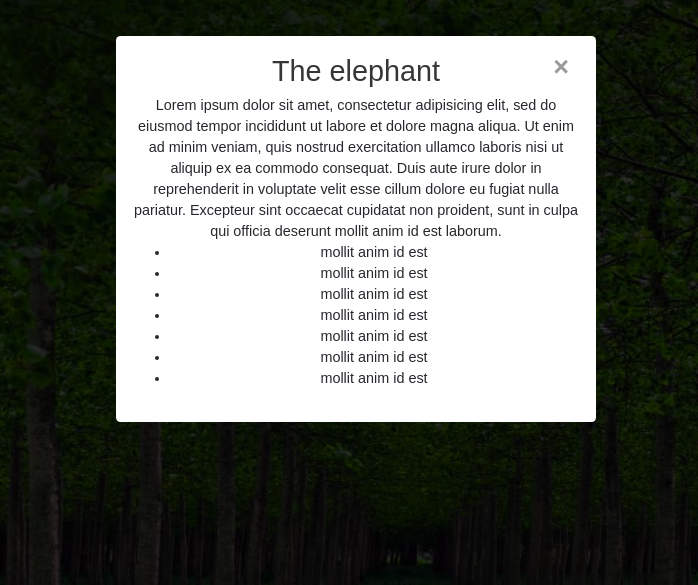 The elephant
×
Lorem ipsum dolor sit amet, consectetur adipisicing elit, sed do
eiusmod tempor incididunt ut labore et dolore magna aliqua. Ut enim
ad minim veniam, quis nostrud exercitation ullamco laboris nisi ut
aliquip ex ea commodo consequat. Duis aute irure dolor in
reprehenderit in voluptate velit esse cillum dolore eu fugiat nulla
pariatur. Excepteur sint occaecat cupidatat non proident, sunt in culpa
qui officia deserunt mollit anim id est laborum.
• mollit anim id est
• mollit anim id est
• mollit anim id est
• mollit anim id est
• mollit anim id est
• mollit anim id est
• mollit anim id est